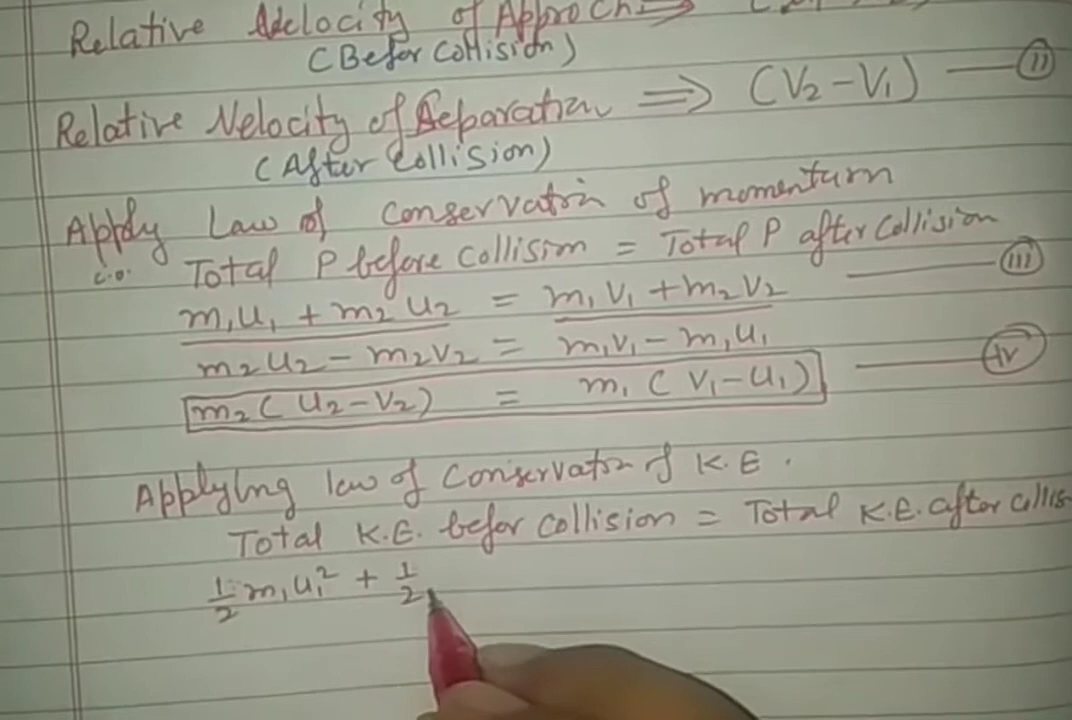 Relative Velocity of Approch ⇒
(Befor Collision)
Relative Velocity of Separation ⇒ (V₂-V₁) — (ii)
(After Collision)
Apply Law of Conservation of momentum
Total P before Collision = Total P after Collision
m₁u₁ + m₂u₂ = m₁v₁ + m₂v₂ — (iii)
m₂u₂ - m₂v₂ = m₁v₁ - m₁u₁
m₂(u₂-v₂) = m₁(v₁-u₁) — (iv)
Applying law of Conservation of K.E.
Total K.E. befor collision = Total K.E. after collis
½m₁u₁² + ½